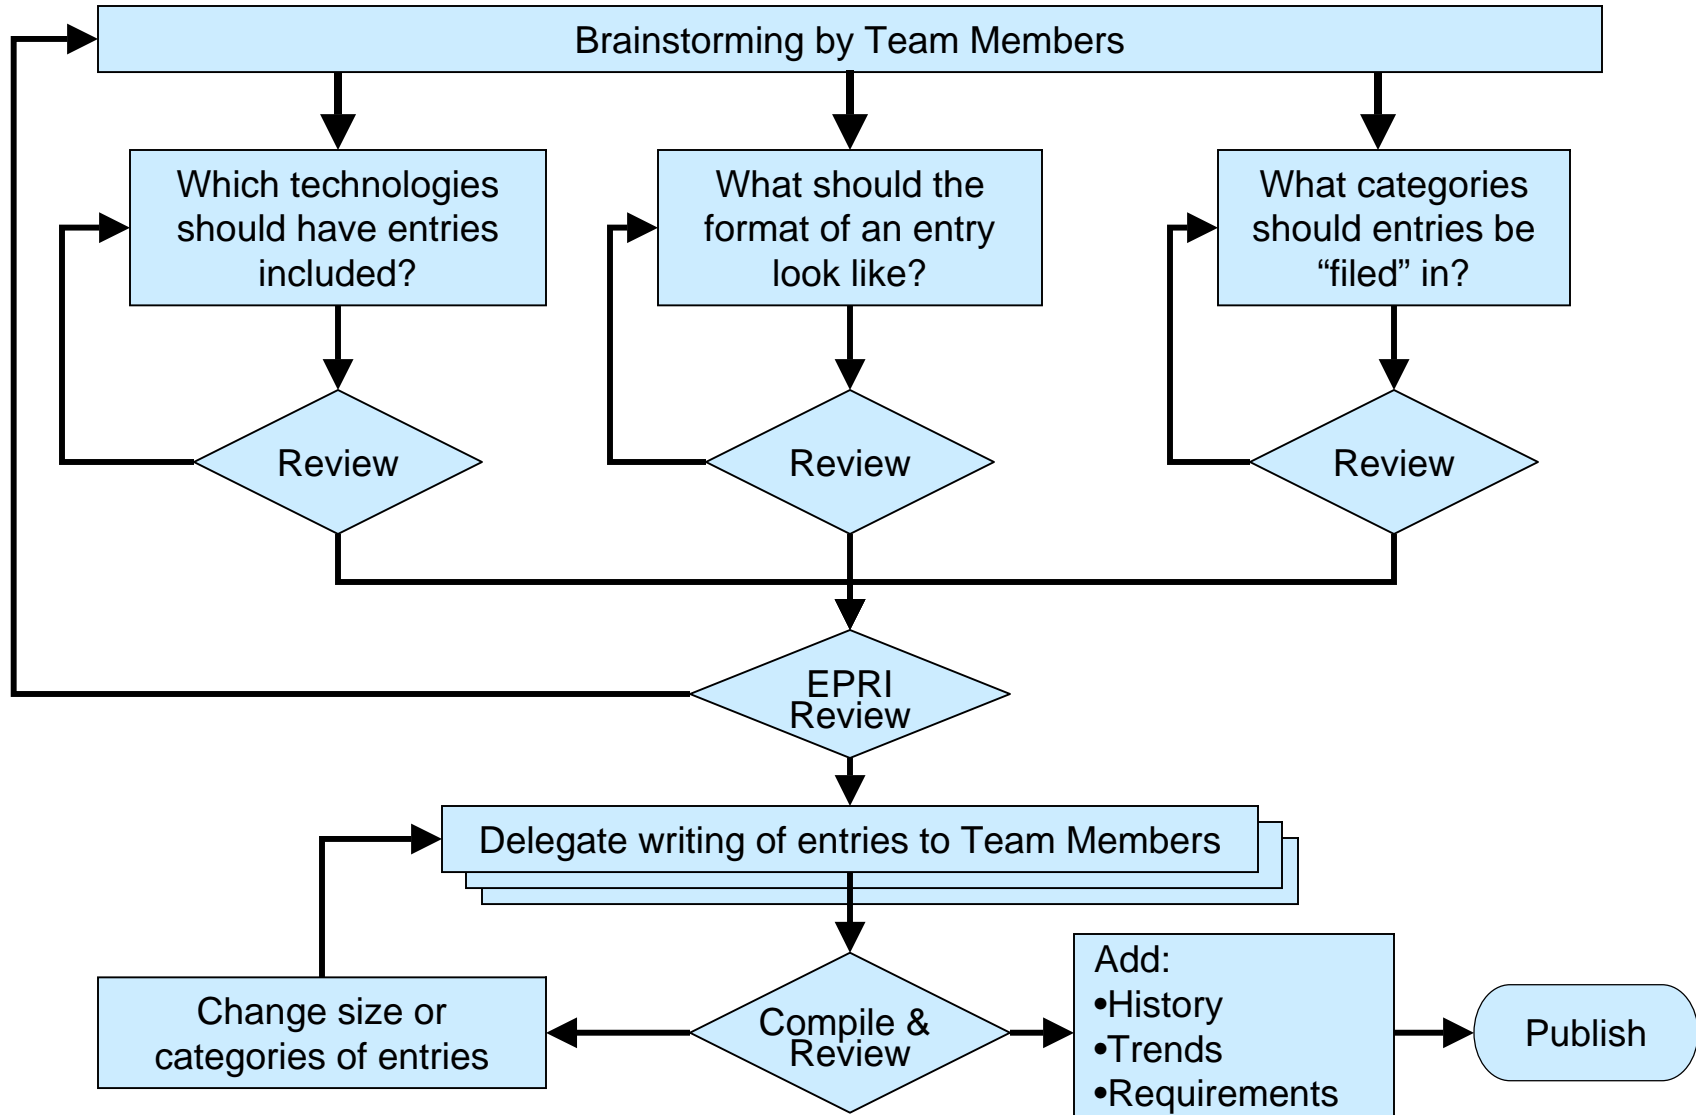 Brainstorming by Team Members
Which technologies
should have entries
included?
What should the
format of an entry
look like?
What categories
should entries be
“filed” in?
Review
Review
Review
EPRI
Review
Delegate writing of entries to Team Members
Change size or
categories of entries
Compile &
Review
Add:
•History
•Trends
•Requirements
Publish